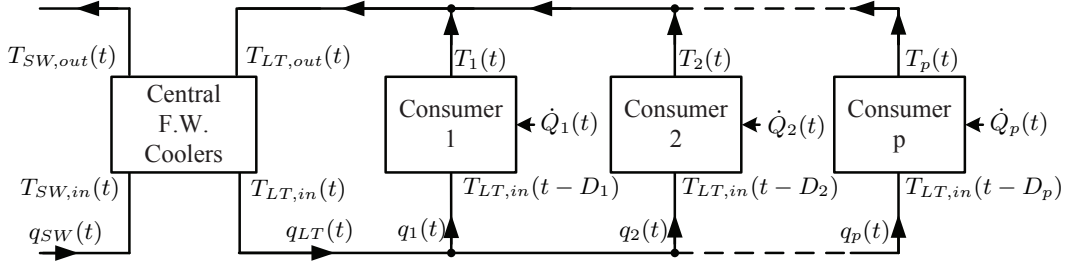 T_{SW,out}(t)
T_{LT,out}(t)
T_1(t)
T_2(t)
T_p(t)
Central
F.W.
Coolers
Consumer
1
Q̇_1(t)
Consumer
2
Q̇_2(t)
Consumer
p
Q̇_p(t)
T_{SW,in}(t)
T_{LT,in}(t)
T_{LT,in}(t − D_1)
T_{LT,in}(t − D_2)
T_{LT,in}(t − D_p)
q_{SW}(t)
q_{LT}(t)
q_1(t)
q_2(t)
q_p(t)